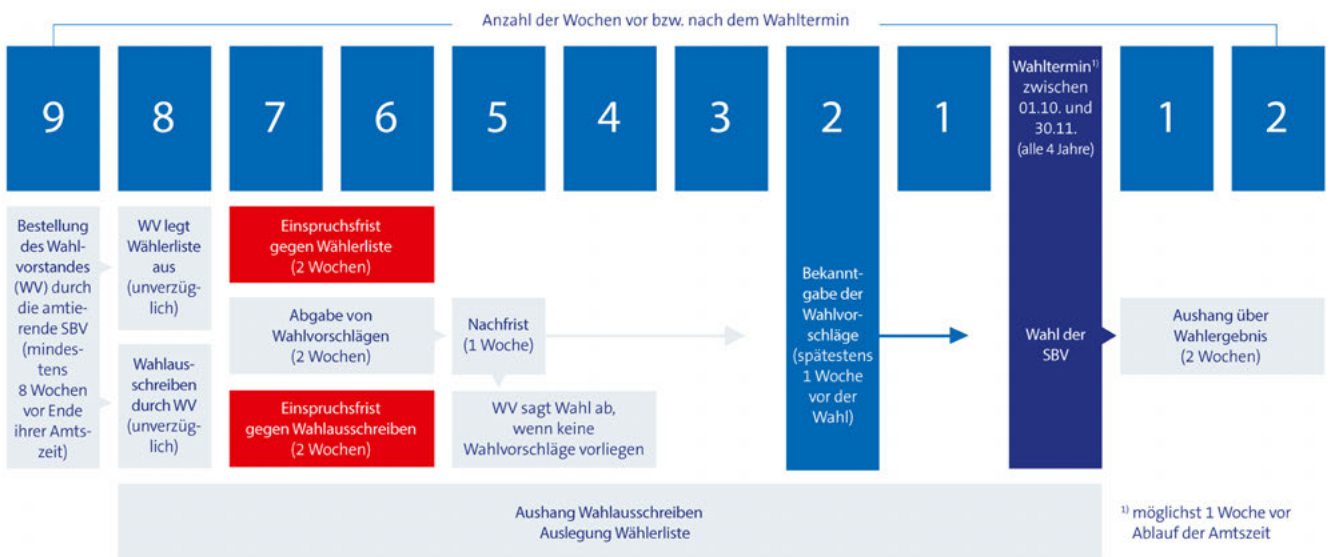 Anzahl der Wochen vor bzw. nach dem Wahltermin
9
8
7
6
5
4
3
2
1
Wahltermin¹⁾
zwischen
01.10. und
30.11.
(alle 4 Jahre)
1
2
Bestellung
des Wahl-
vorstandes
(WV) durch
die amtie-
rende SBV
(mindes-
tens
8 Wochen
vor Ende
ihrer Amts-
zeit)
WV legt
Wählerliste
aus
(unverzüg-
lich)
Wahlaus-
schreiben
durch WV
(unverzüg-
lich)
Einspruchsfrist
gegen Wählerliste
(2 Wochen)
Abgabe von
Wahlvorschlägen
(2 Wochen)
Einspruchsfrist
gegen Wahlausschreiben
(2 Wochen)
Nachfrist
(1 Woche)
WV sagt Wahl ab,
wenn keine
Wahlvorschläge vorliegen
Bekannt-
gabe der
Wahlvor-
schläge
(spätestens
1 Woche
vor der
Wahl)
Wahl der
SBV
Aushang über
Wahlergebnis
(2 Wochen)
Aushang Wahlausschreiben
Auslegung Wählerliste
¹⁾ möglichst 1 Woche vor
Ablauf der Amtszeit